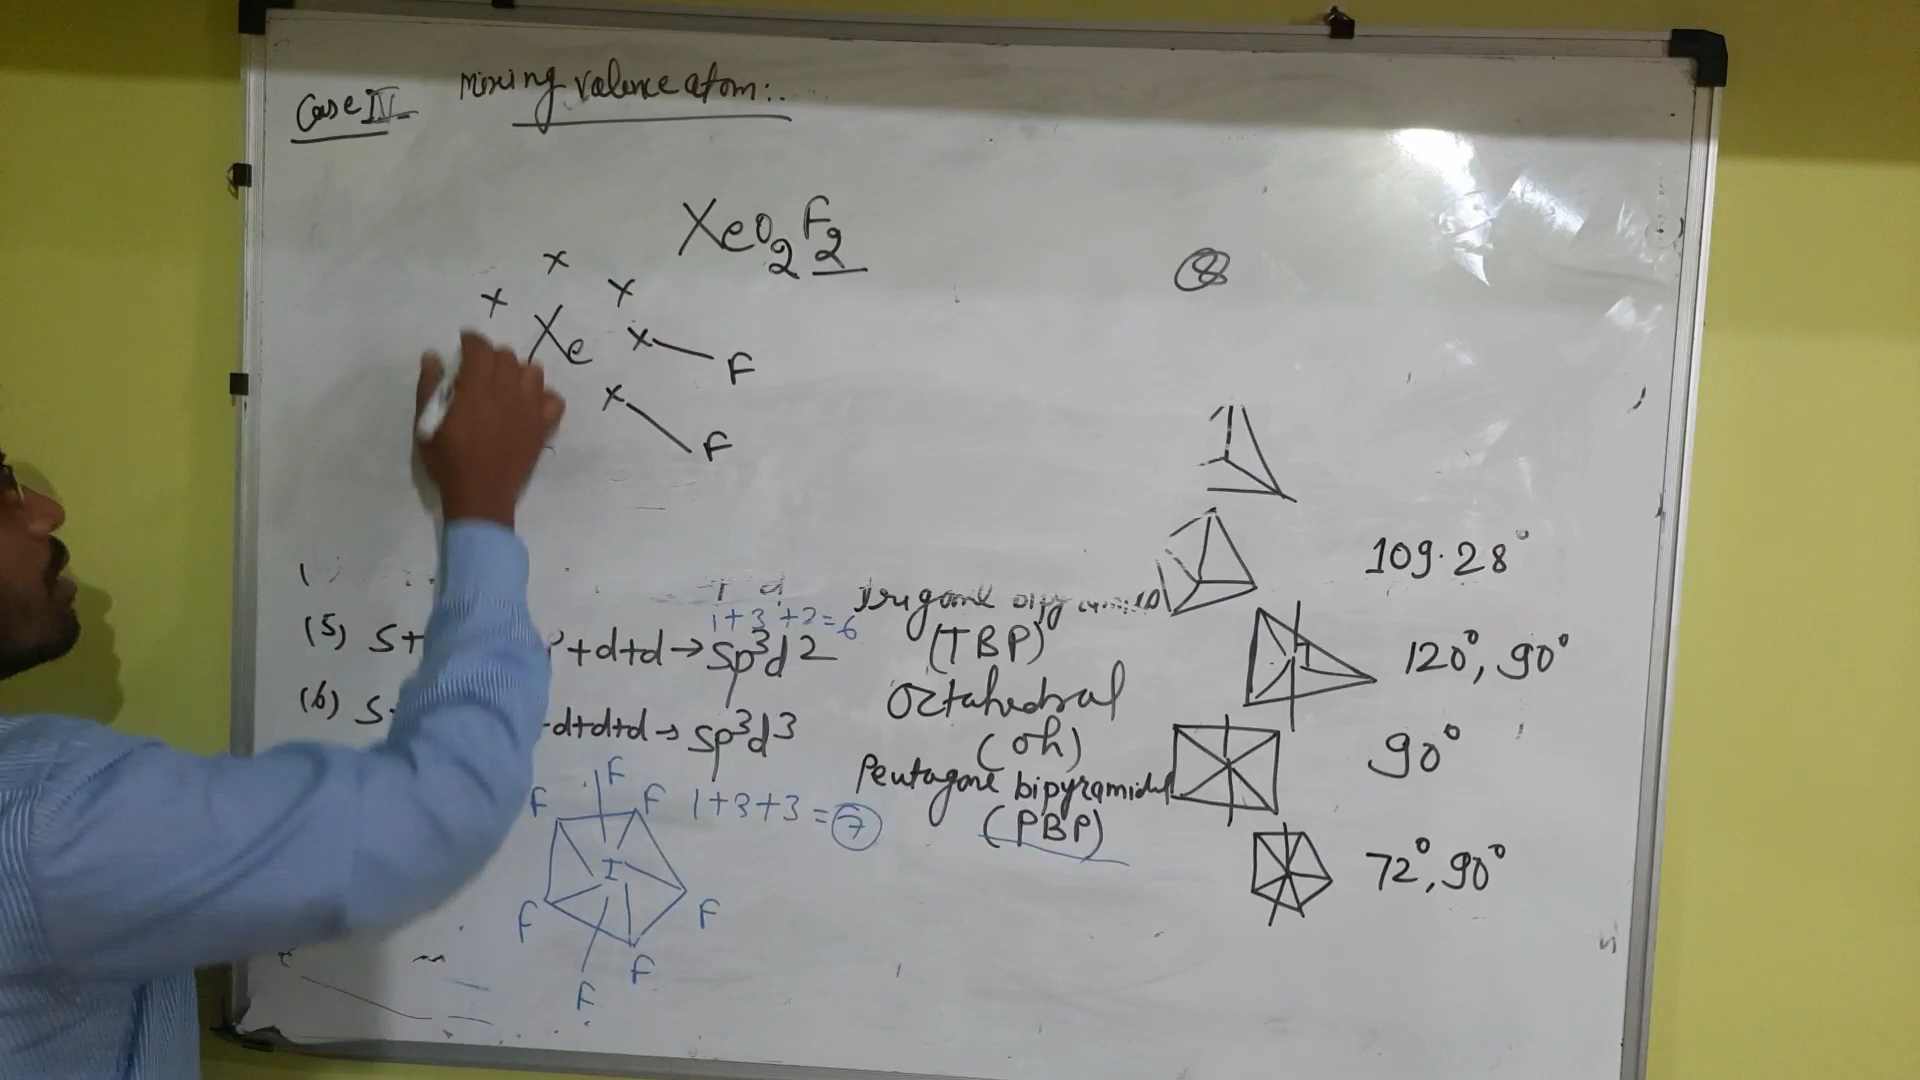 Case IV- Mixing valence atom:.
XeO2F2
8
x
x x
Xe x F
x F
109.28°
1+3+2=6
(TBP)
(5) S+ +d+d→sp3d2
120°, 90°
Octahedral
(Oh)
(6) S+ -d+d+d→sp3d3
90°
Pentagonal bipyramidal
(PBP)
1+3+3=7
72°, 90°
F
F F
I
F F
F
F